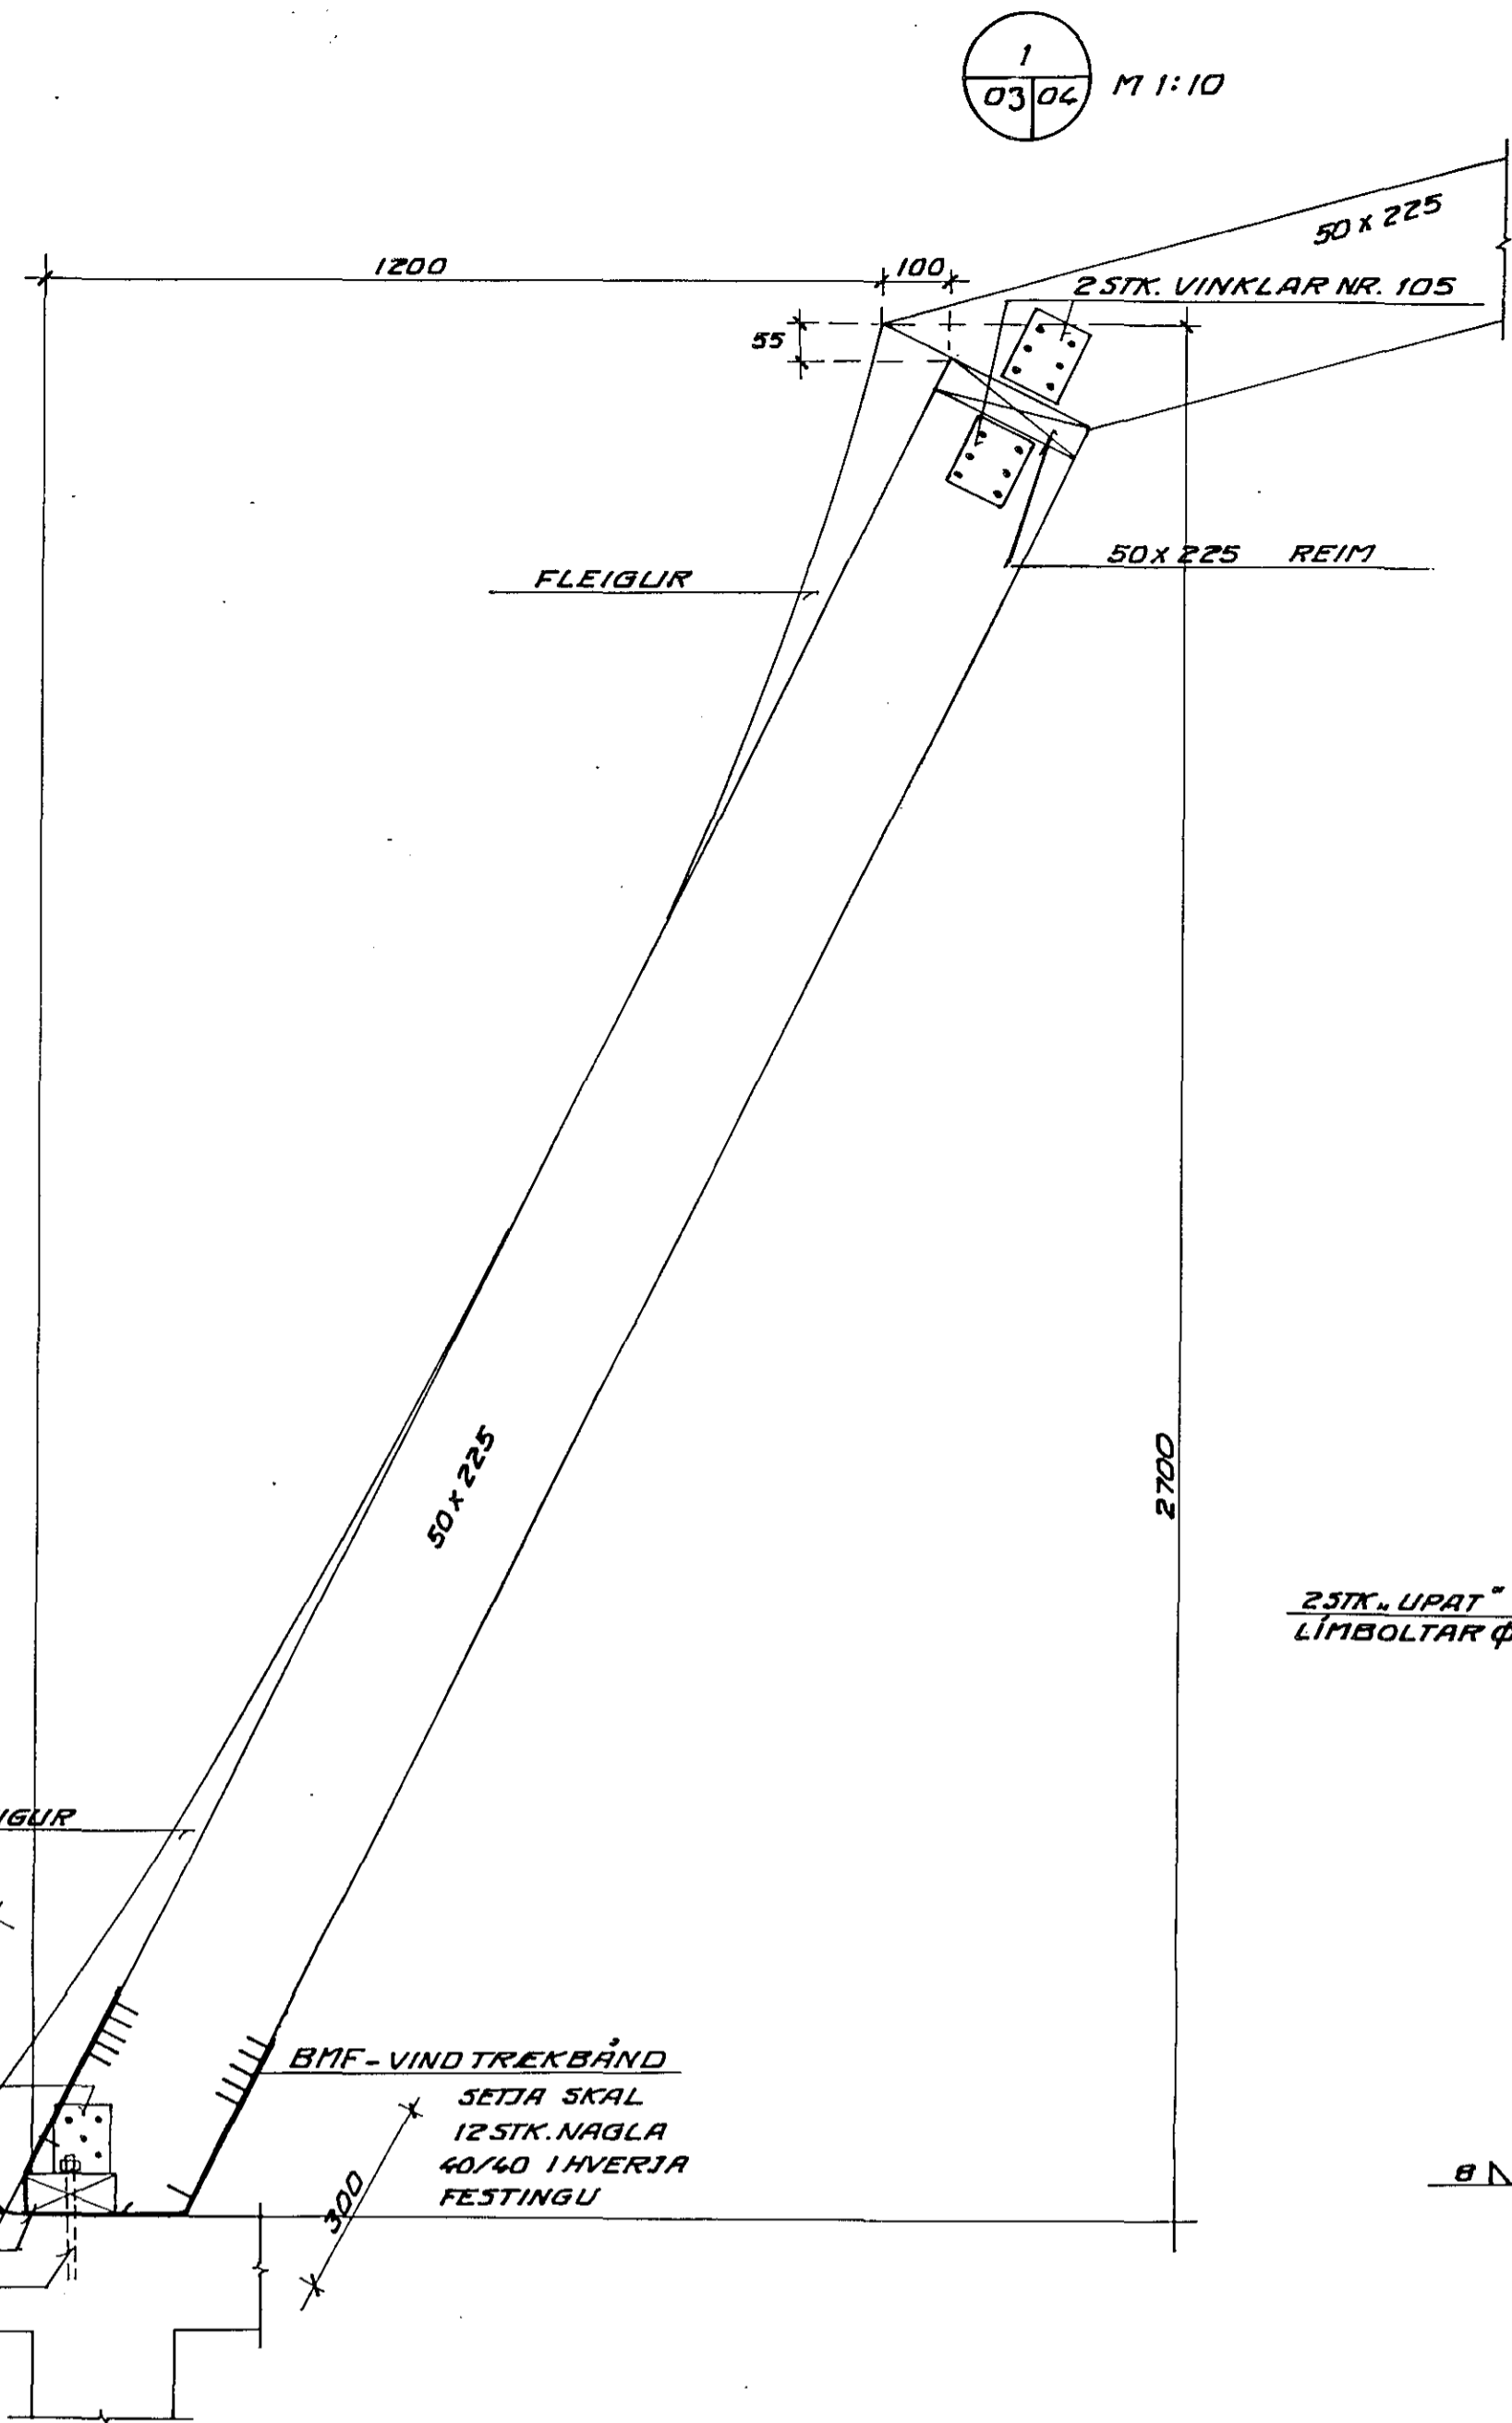 1
03 04 M 1:10
50 x 225
1200
100
2 STK. VINKLAR NR. 105
55
50 x 225 REIM
FLEIGUR
50 x 225
2700
2 STK. „UPAT"
LÍMBOLTAR Ø
IGUR
BMF-VINDTRÆKBÅND
SETJA SKAL
12 STK. NAGLA
40/40 I HVERJA
FESTINGU
300
8